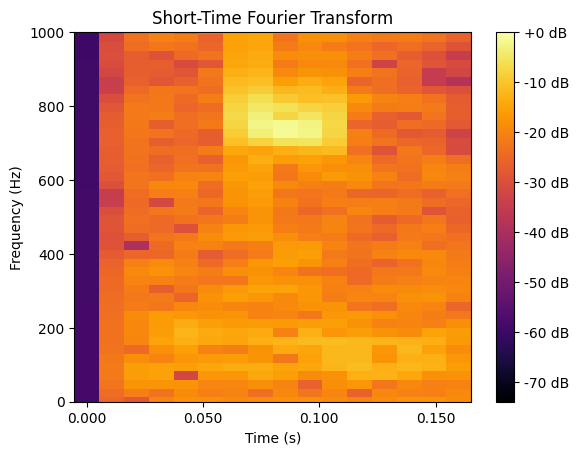 Short-Time Fourier Transform
1000
800
600
400
200
0
Frequency (Hz)
0.000
0.050
0.100
0.150
Time (s)
+0 dB
-10 dB
-20 dB
-30 dB
-40 dB
-50 dB
-60 dB
-70 dB